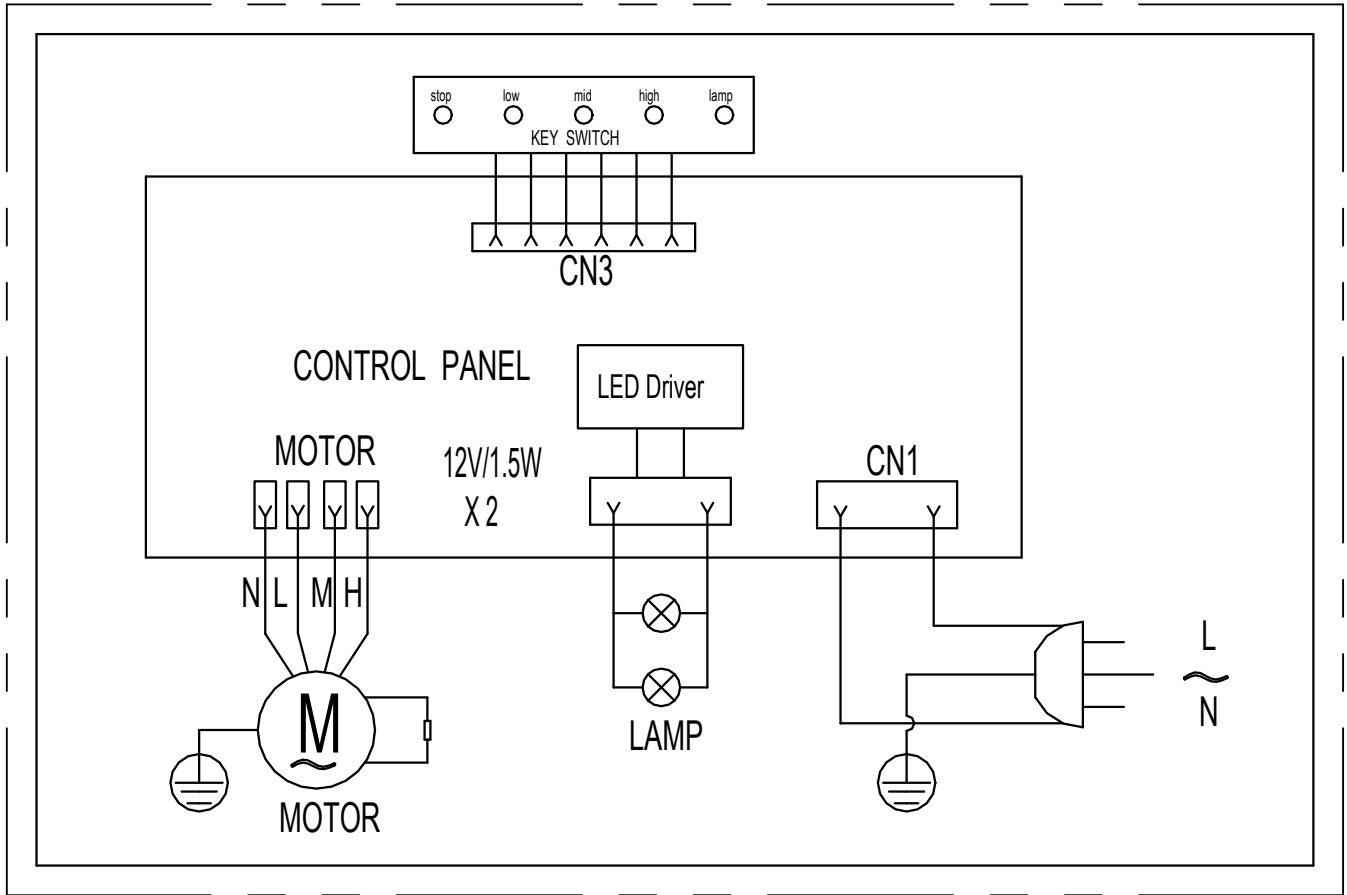 stop low mid high lamp
KEY SWITCH
CN3
CONTROL PANEL
LED Driver
MOTOR
12V/1.5W
X 2
CN1
N L M H
L
N
M
LAMP
MOTOR